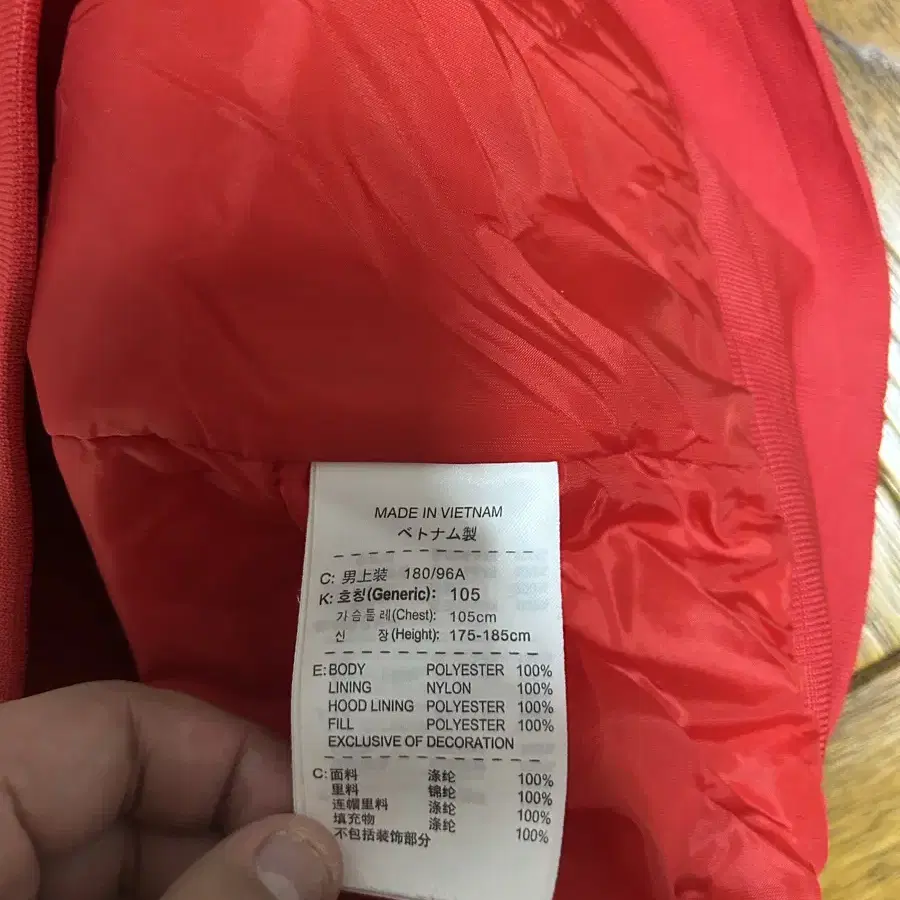 MADE IN VIETNAM
ベトナム製
C: 男上装 180/96A
K: 호칭(Generic): 105
가슴둘레(Chest): 105cm
신 장(Height): 175-185cm
E: BODY POLYESTER 100%
LINING NYLON 100%
HOOD LINING POLYESTER 100%
FILL POLYESTER 100%
EXCLUSIVE OF DECORATION
C: 面料 涤纶 100%
里料 锦纶 100%
连帽里料 涤纶 100%
填充物 涤纶 100%
不包括装饰部分